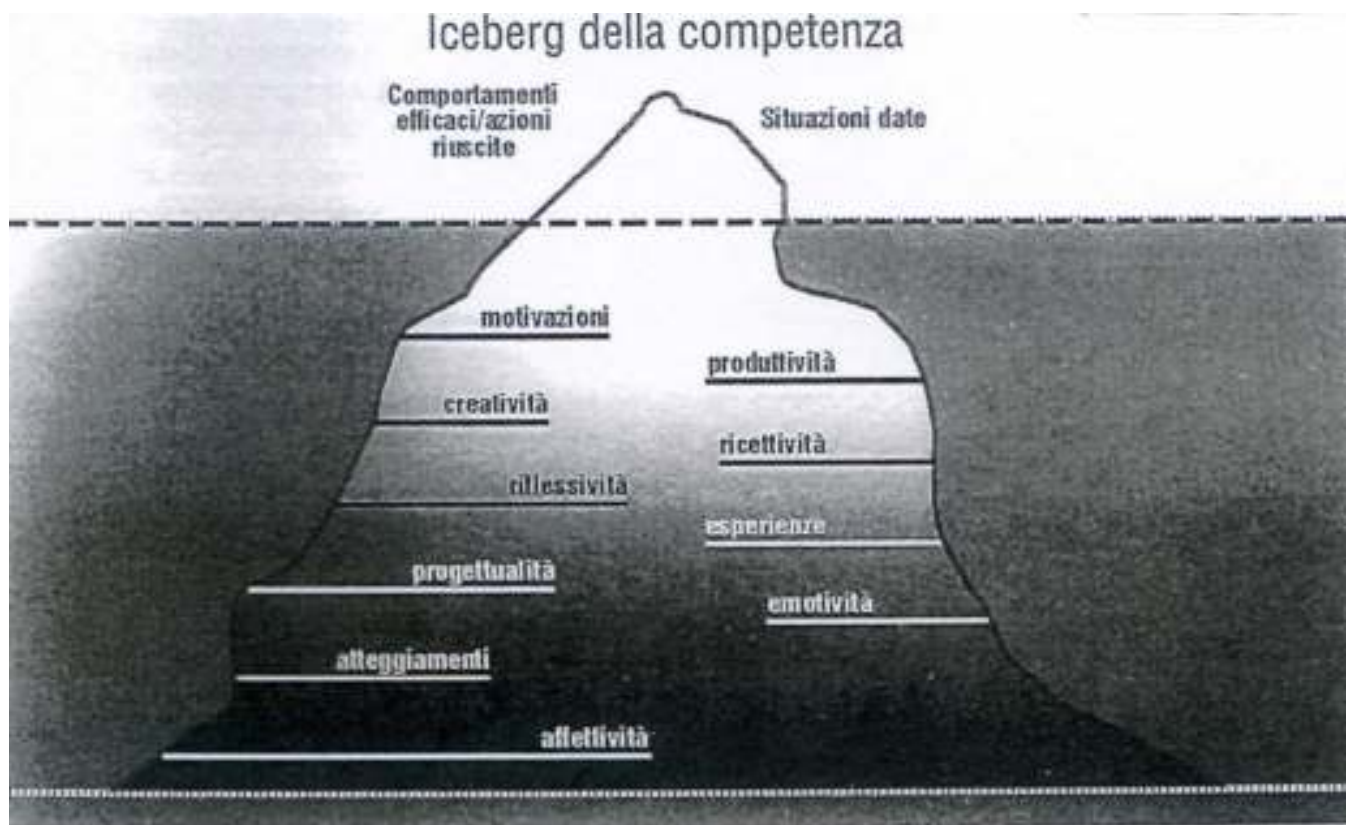 Iceberg della competenza
Comportamenti
efficaci/azioni
riuscite
Situazioni date
motivazioni
produttività
creatività
ricettività
riflessività
esperienze
progettualità
emotività
atteggiamenti
affettività